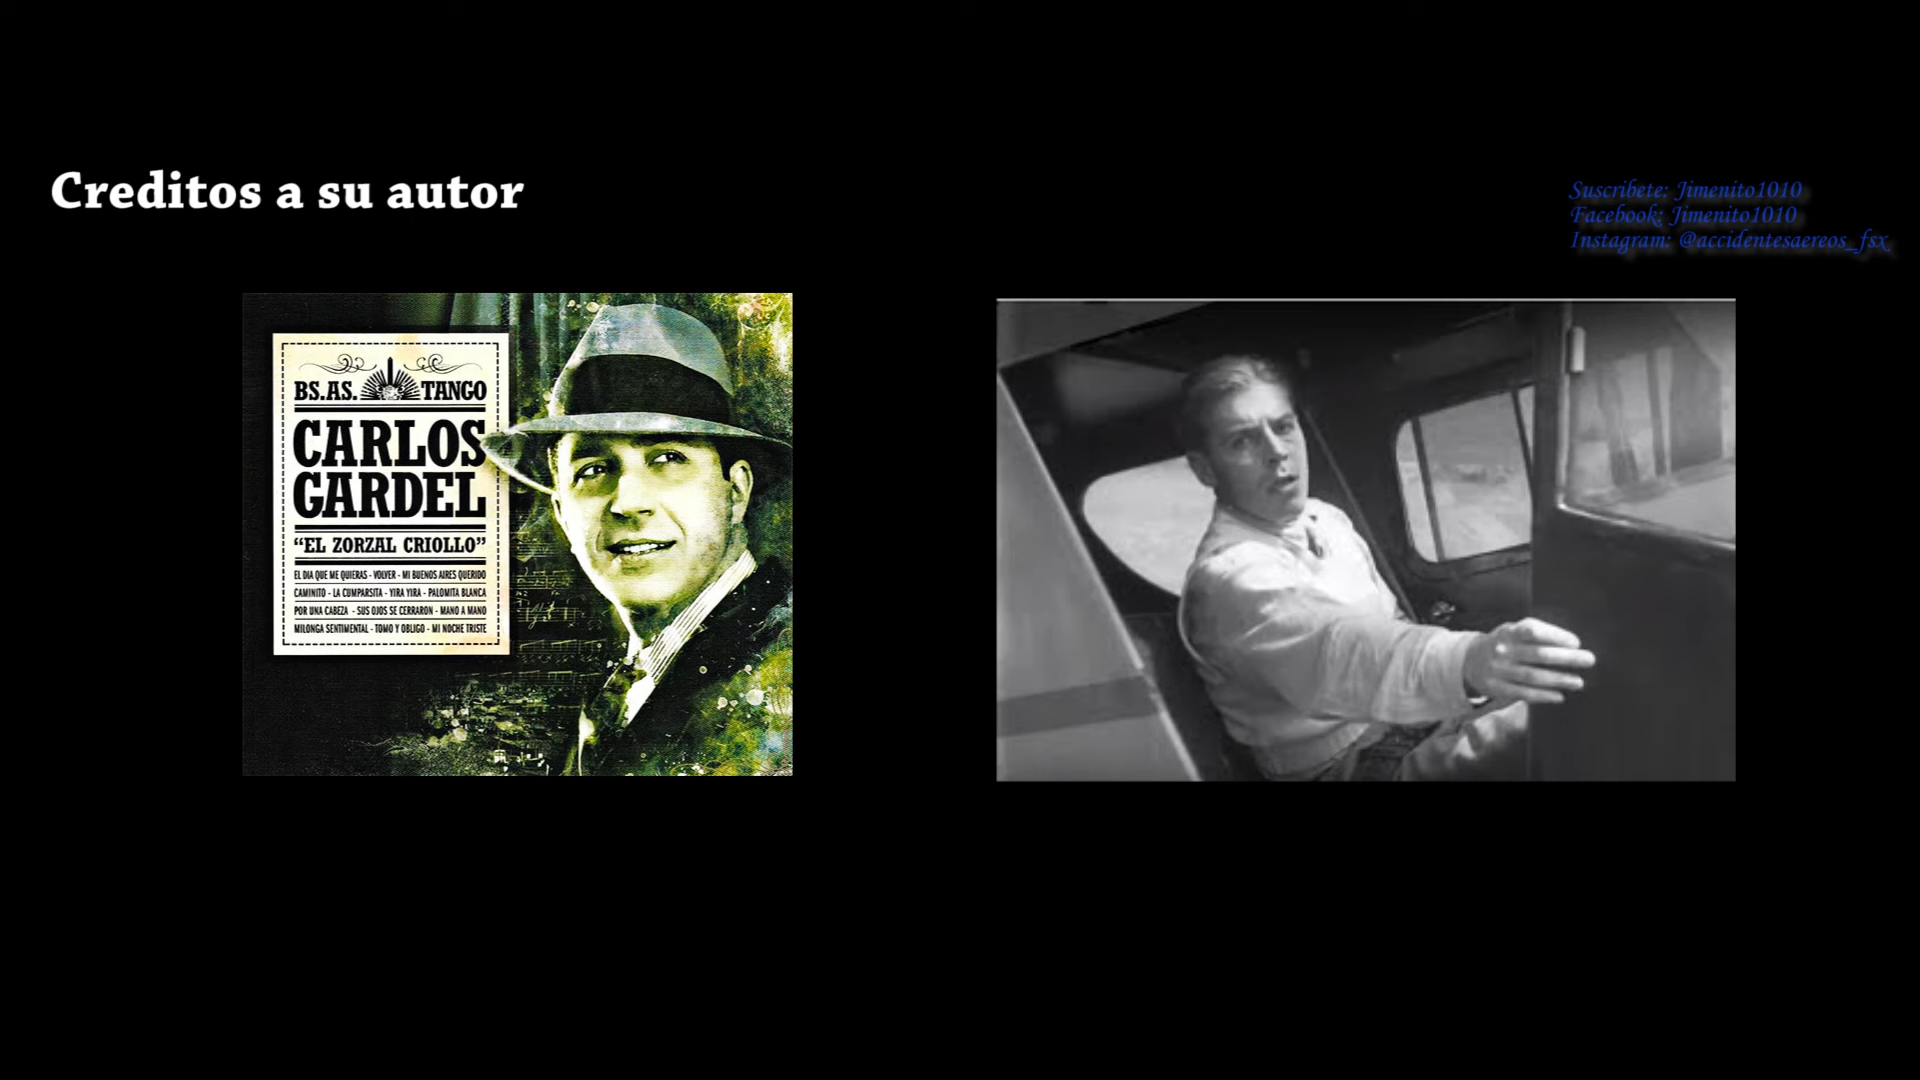 Creditos a su autor
Suscribete: Jimenito1010
Facebook: Jimenito1010
Instagram: @accidentesaereos_fsx
BS.AS. TANGO
CARLOS
GARDEL
"EL ZORZAL CRIOLLO"
EL DIA QUE ME QUIERAS - VOLVER - MI BUENOS AIRES QUERIDO
CAMINITO - LA CUMPARSITA - YIRA YIRA - PALOMITA BLANCA
POR UNA CABEZA - SUS OJOS SE CERRARON - MANO A MANO
MILONGA SENTIMENTAL - TOMO Y OBLIGO - MI NOCHE TRISTE